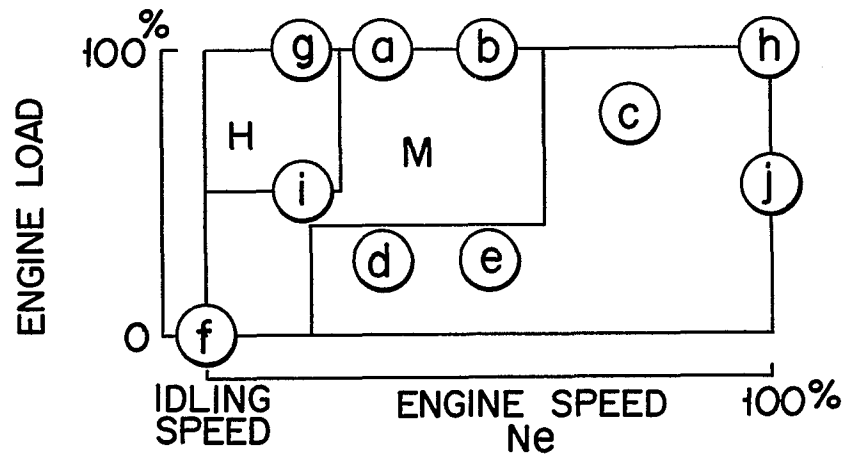 %
100
g a b h
c
H
M
i j
d e
0 f
ENGINE LOAD
IDLING
SPEED
ENGINE SPEED
Ne
100%